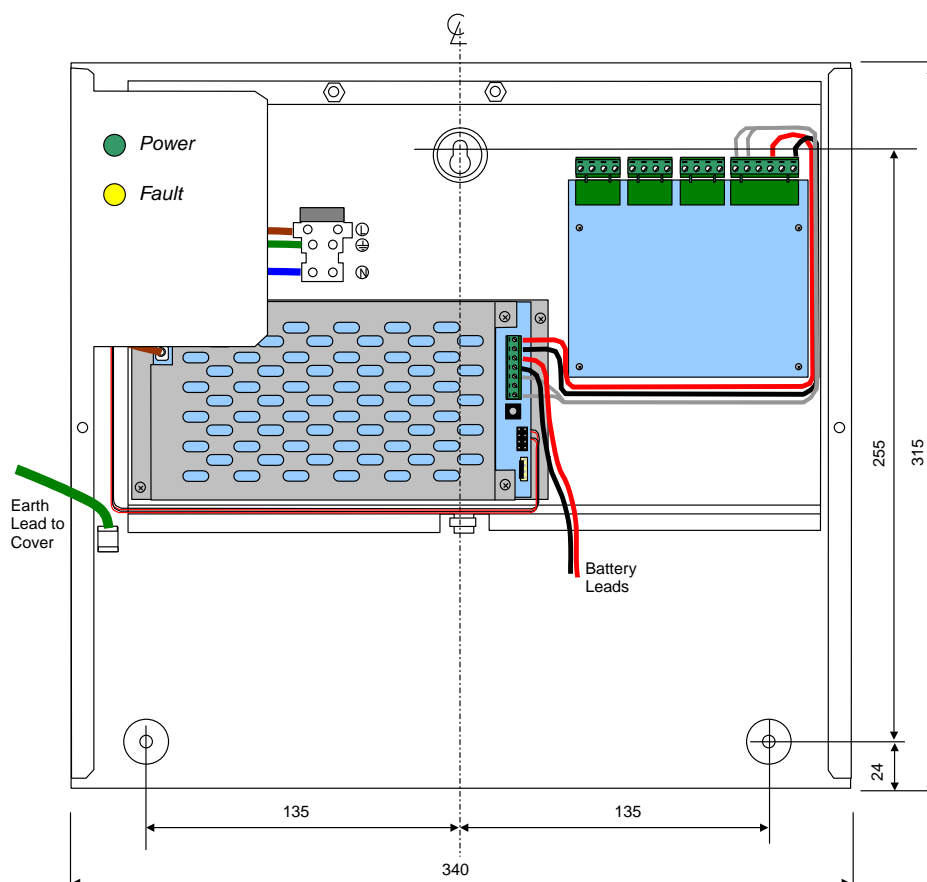 ℄
Power
Fault
L
N
Earth
Lead to
Cover
Battery
Leads
255
315
24
135
135
340